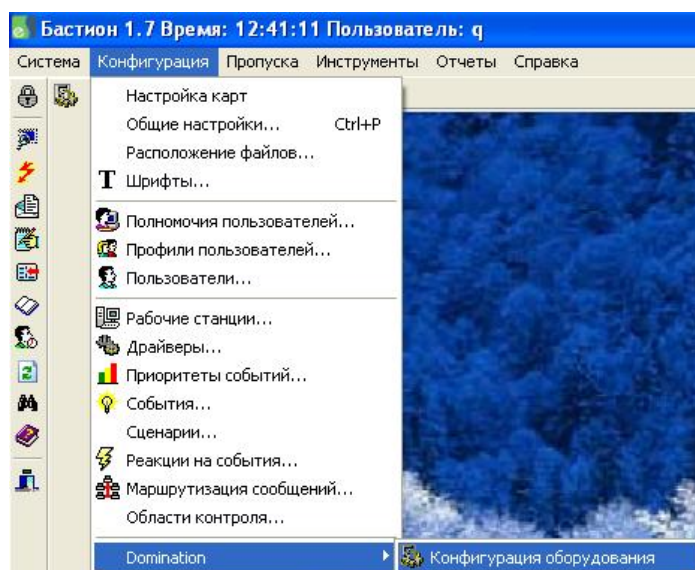 Бастион 1.7 Время: 12:41:11 Пользователь: q
Система Конфигурация Пропуска Инструменты Отчеты Справка
Настройка карт
Общие настройки... Ctrl+P
Расположение файлов...
Шрифты...
Полномочия пользователей...
Профили пользователей...
Пользователи...
Рабочие станции...
Драйверы...
Приоритеты событий...
События...
Сценарии...
Реакции на события...
Маршрутизация сообщений...
Области контроля...
Domination Конфигурация оборудования